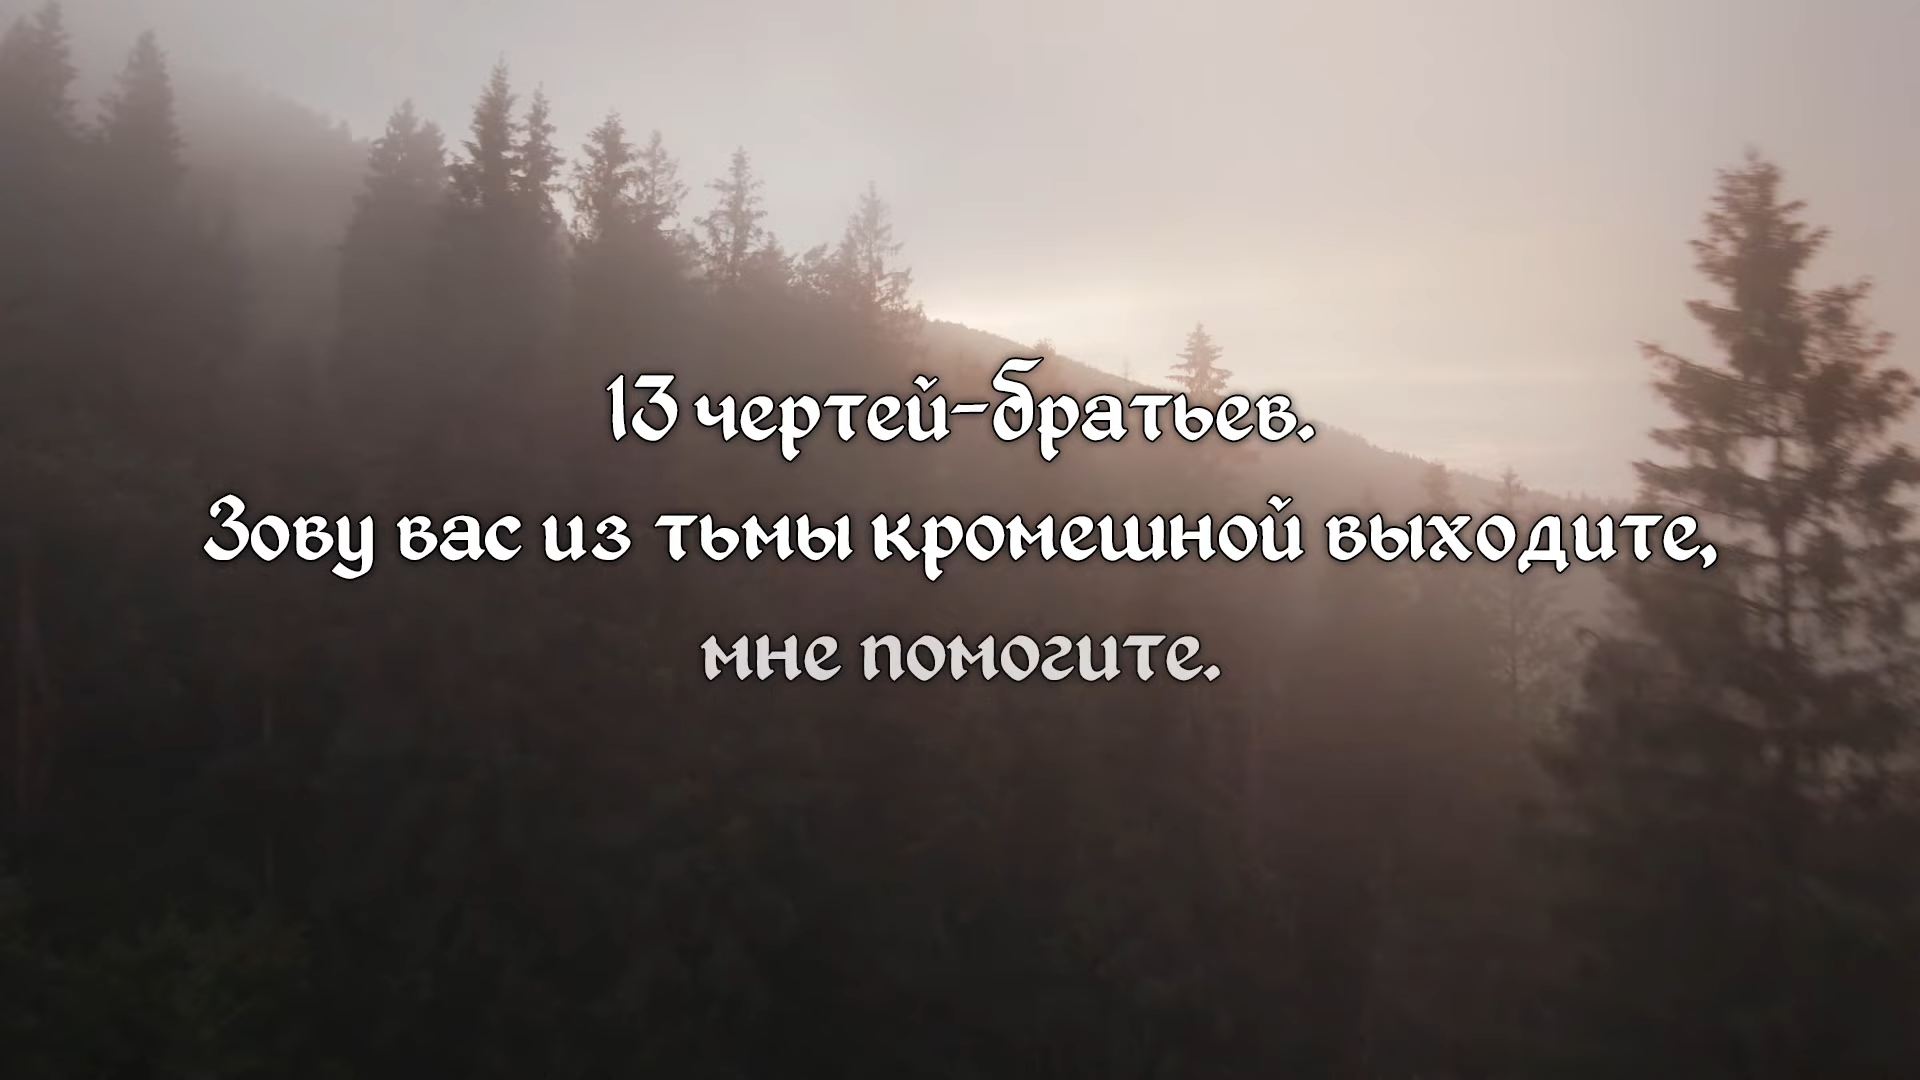 13 чертей-братьев.
Зову вас из тьмы кромешной выходите,
мне помогите.